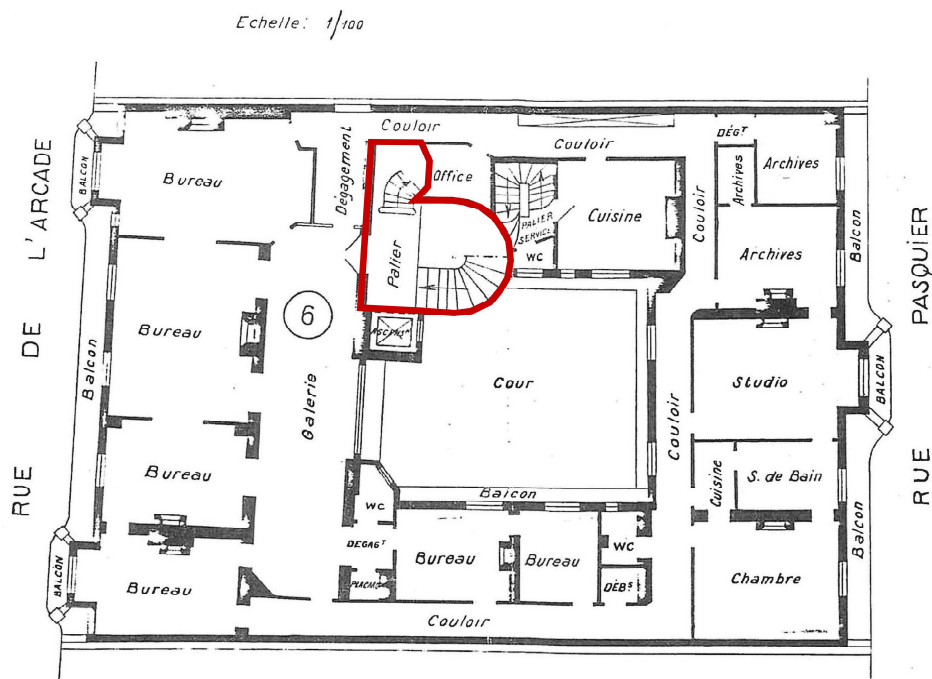 Echelle: 1/100
RUE DE L'ARCADE
BALCON
Bureau
Dégagement
Couloir
Office
Couloir
DÉGT
Archives
Archives
PALIER SERVICE
WC
Cuisine
Couloir
Archives
Balcon
RUE PASQUIER
Palier
6
Bureau
Balcon
Galerie
Cour
Studio
BALCON
Couloir
Bureau
WC
Balcon
Cuisine
S. de Bain
DEGAGT
Bureau
Bureau
WC
Balcon
BALCON
Bureau
DÉBS
Chambre
Couloir